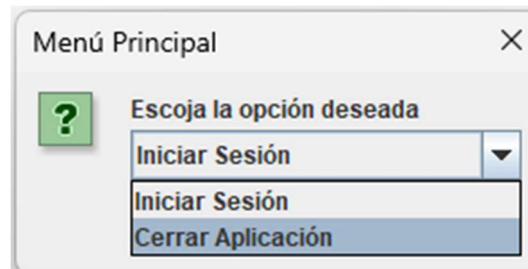 Menú Principal
Escoja la opción deseada
Iniciar Sesión
Iniciar Sesión
Cerrar Aplicación